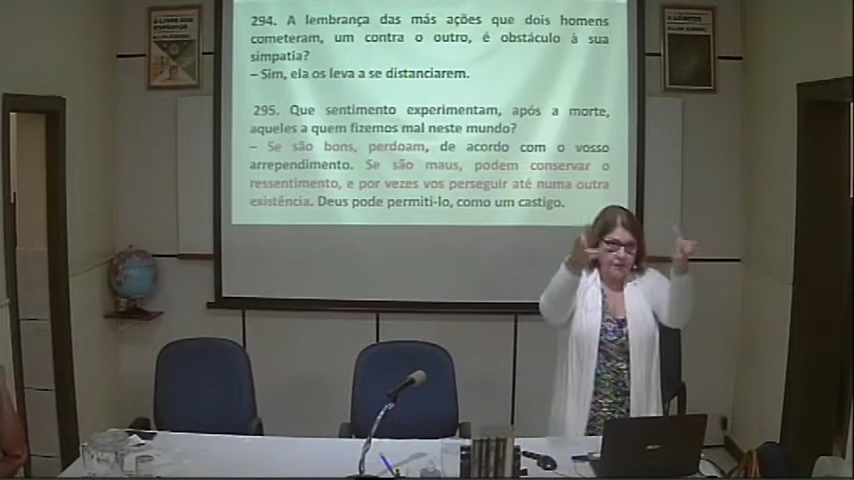 O LIVRO DOS
ESPÍRITOS
294. A lembrança das más ações que dois homens
cometeram, um contra o outro, é obstáculo à sua
simpatia?
– Sim, ela os leva a se distanciarem.
295. Que sentimento experimentam, após a morte,
aqueles a quem fizemos mal neste mundo?
– Se são bons, perdoam, de acordo com o vosso
arrependimento. Se são maus, podem conservar o
ressentimento, e por vezes vos perseguir até numa outra
existência. Deus pode permiti-lo, como um castigo.